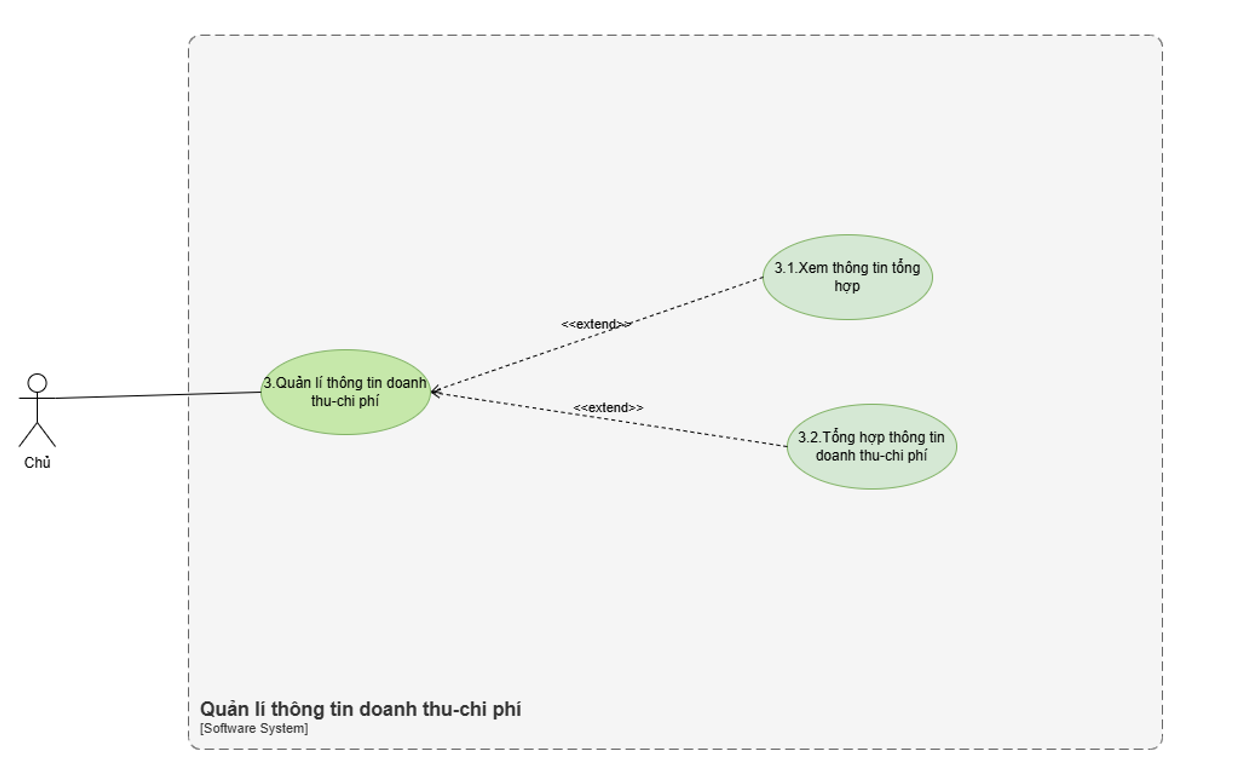 3.1.Xem thông tin tổng
hợp
<<extend>>
3.Quản lí thông tin doanh
thu-chi phí
<<extend>>
3.2.Tổng hợp thông tin
doanh thu-chi phí
Chủ
Quản lí thông tin doanh thu-chi phí
[Software System]